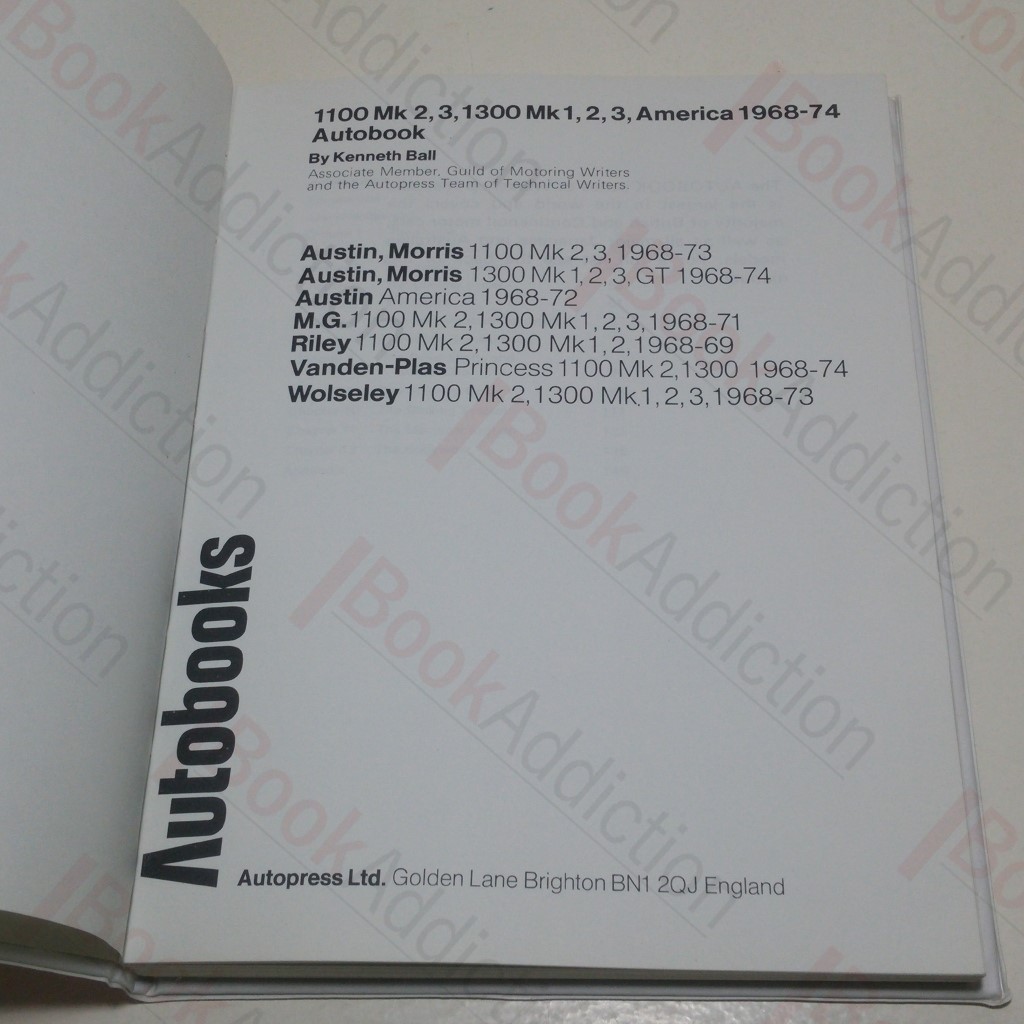 1100 Mk 2, 3, 1300 Mk 1, 2, 3, America 1968-74
Autobook
By Kenneth Ball
Associate Member, Guild of Motoring Writers
and the Autopress Team of Technical Writers.
Austin, Morris 1100 Mk 2, 3, 1968-73
Austin, Morris 1300 Mk 1, 2, 3, GT 1968-74
Austin America 1968-72
M.G. 1100 Mk 2, 1300 Mk 1, 2, 3, 1968-71
Riley 1100 Mk 2, 1300 Mk 1, 2, 1968-69
Vanden-Plas Princess 1100 Mk 2, 1300 1968-74
Wolseley 1100 Mk 2, 1300 Mk. 1, 2, 3, 1968-73
Autobooks
Autopress Ltd. Golden Lane Brighton BN1 2QJ England
BookAddiction
BookAddiction
BookAddiction
BookAddiction
BookAddiction
BookAddiction